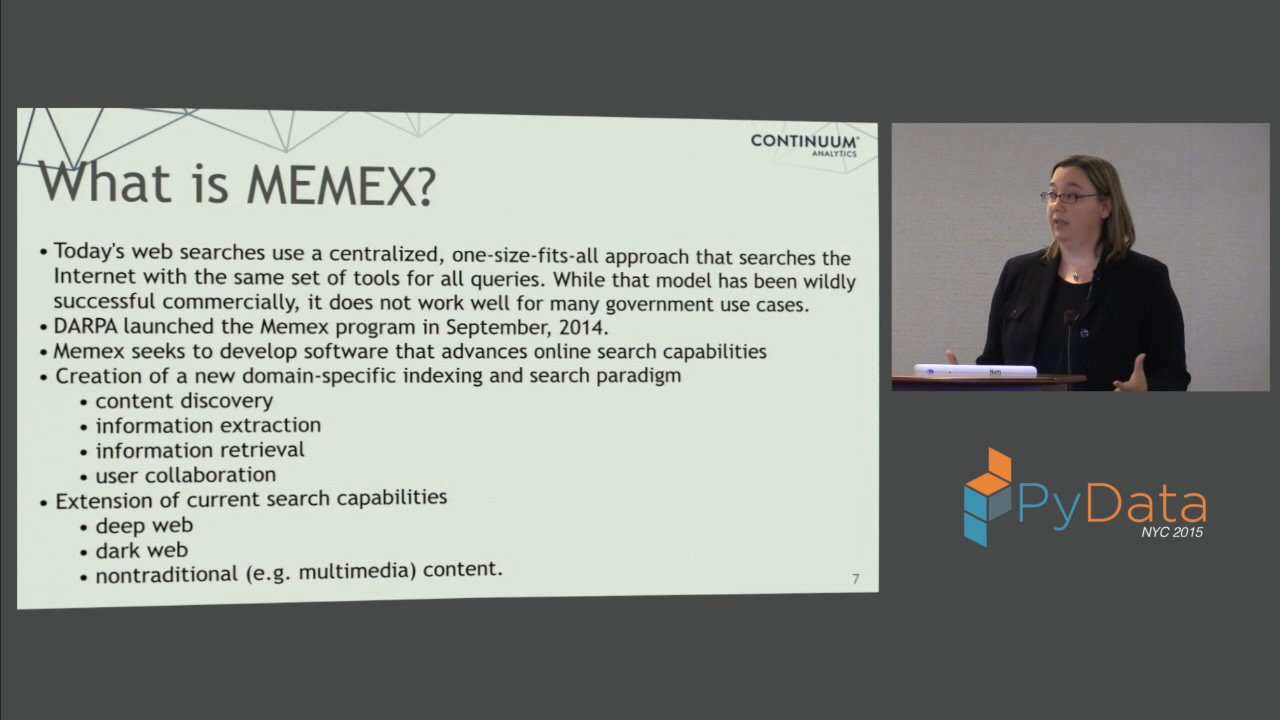 CONTINUUM
ANALYTICS
What is MEMEX?
• Today's web searches use a centralized, one-size-fits-all approach that searches the
Internet with the same set of tools for all queries. While that model has been wildly
successful commercially, it does not work well for many government use cases.
• DARPA launched the Memex program in September, 2014.
• Memex seeks to develop software that advances online search capabilities
• Creation of a new domain-specific indexing and search paradigm
• content discovery
• information extraction
• information retrieval
• user collaboration
• Extension of current search capabilities
• deep web
• dark web
• nontraditional (e.g. multimedia) content.
7
PyData
NYC 2015